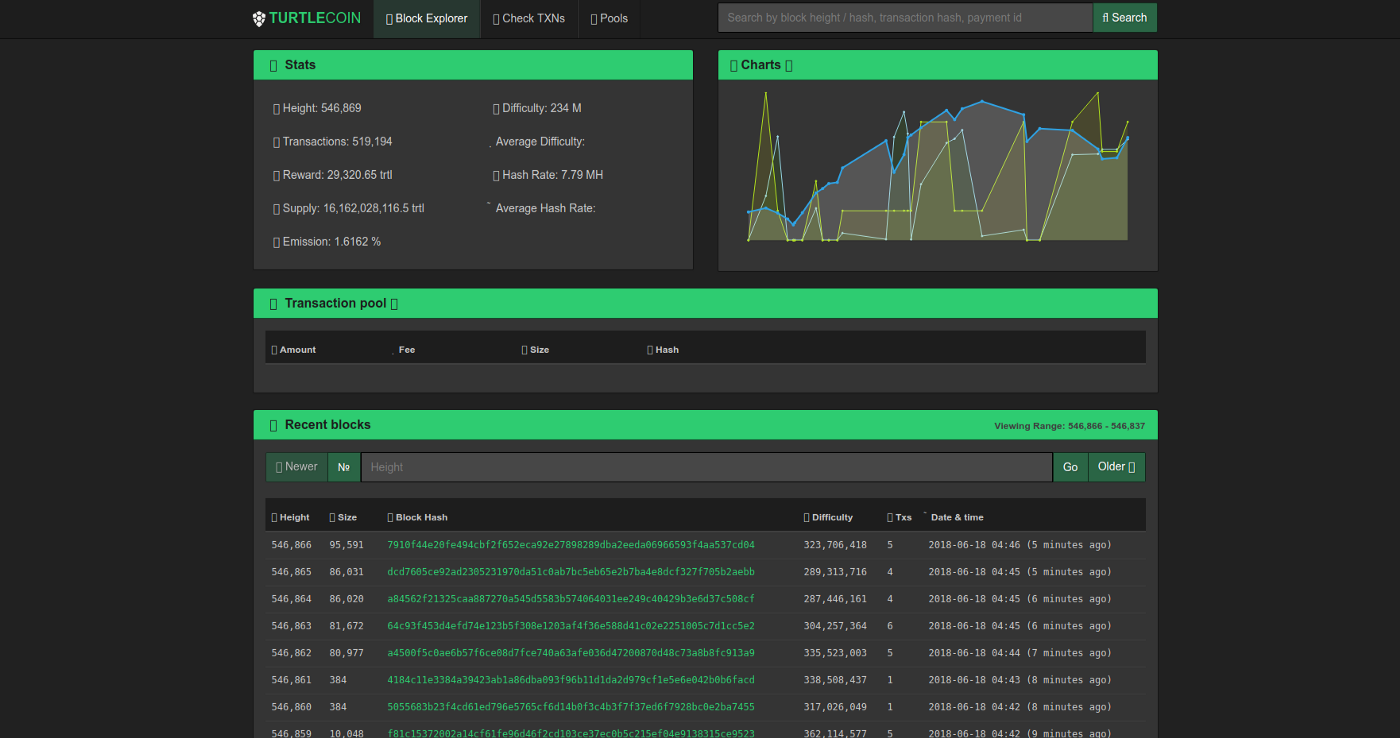 TURTLECOIN Block Explorer Check TXNs Pools Search by block height / hash, transaction hash, payment id Search
Stats
Height: 546,869 Difficulty: 234 M
Transactions: 519,194 Average Difficulty:
Reward: 29,320.65 trtl Hash Rate: 7.79 MH
Supply: 16,162,028,116.5 trtl Average Hash Rate:
Emission: 1.6162 %
Charts
Transaction pool
Amount Fee Size Hash
Recent blocks Viewing Range: 546,866 - 546,837
Newer № Height Go Older
Height Size Block Hash Difficulty Txs Date & time
546,866 95,591 7910f44e20fe494cbf2f652eca92e27898289dba2eeda06966593f4aa537cd04 323,706,418 5 2018-06-18 04:46 (5 minutes ago)
546,865 86,031 dcd7605ce92ad2305231970da51c0ab7bc5eb65e2b7ba4e8dcf327f705b2aebb 289,313,716 4 2018-06-18 04:45 (5 minutes ago)
546,864 86,020 a84562f21325caa887270a545d5583b574064031ee249c40429b3e6d37c508cf 287,446,161 4 2018-06-18 04:45 (6 minutes ago)
546,863 81,672 64c93f453d4efd74e123b5f308e1203af4f36e588d41c02e2251005c7d1cc5e2 304,257,364 6 2018-06-18 04:45 (6 minutes ago)
546,862 80,977 a4500f5c0ae6b57f6ce08d7fce740a63afe036d47200870d48c73a8b8fc913a9 335,523,003 5 2018-06-18 04:44 (7 minutes ago)
546,861 384 4184c11e3384a39423ab1a86dba093f96b11d1da2d979cf1e5e6e042b0b6facd 338,508,437 1 2018-06-18 04:43 (8 minutes ago)
546,860 384 5055683b23f4cd61ed796e5765cf6d14b0f3c4b3f7f37ed6f7928bc0e2ba7455 317,026,049 1 2018-06-18 04:42 (8 minutes ago)
546,859 10,048 f81c15372002a14cf61fe96d46f2cd103ce37ec0b5c215ef04e9138315ce9523 362,114,577 5 2018-06-18 04:42 (9 minutes ago)